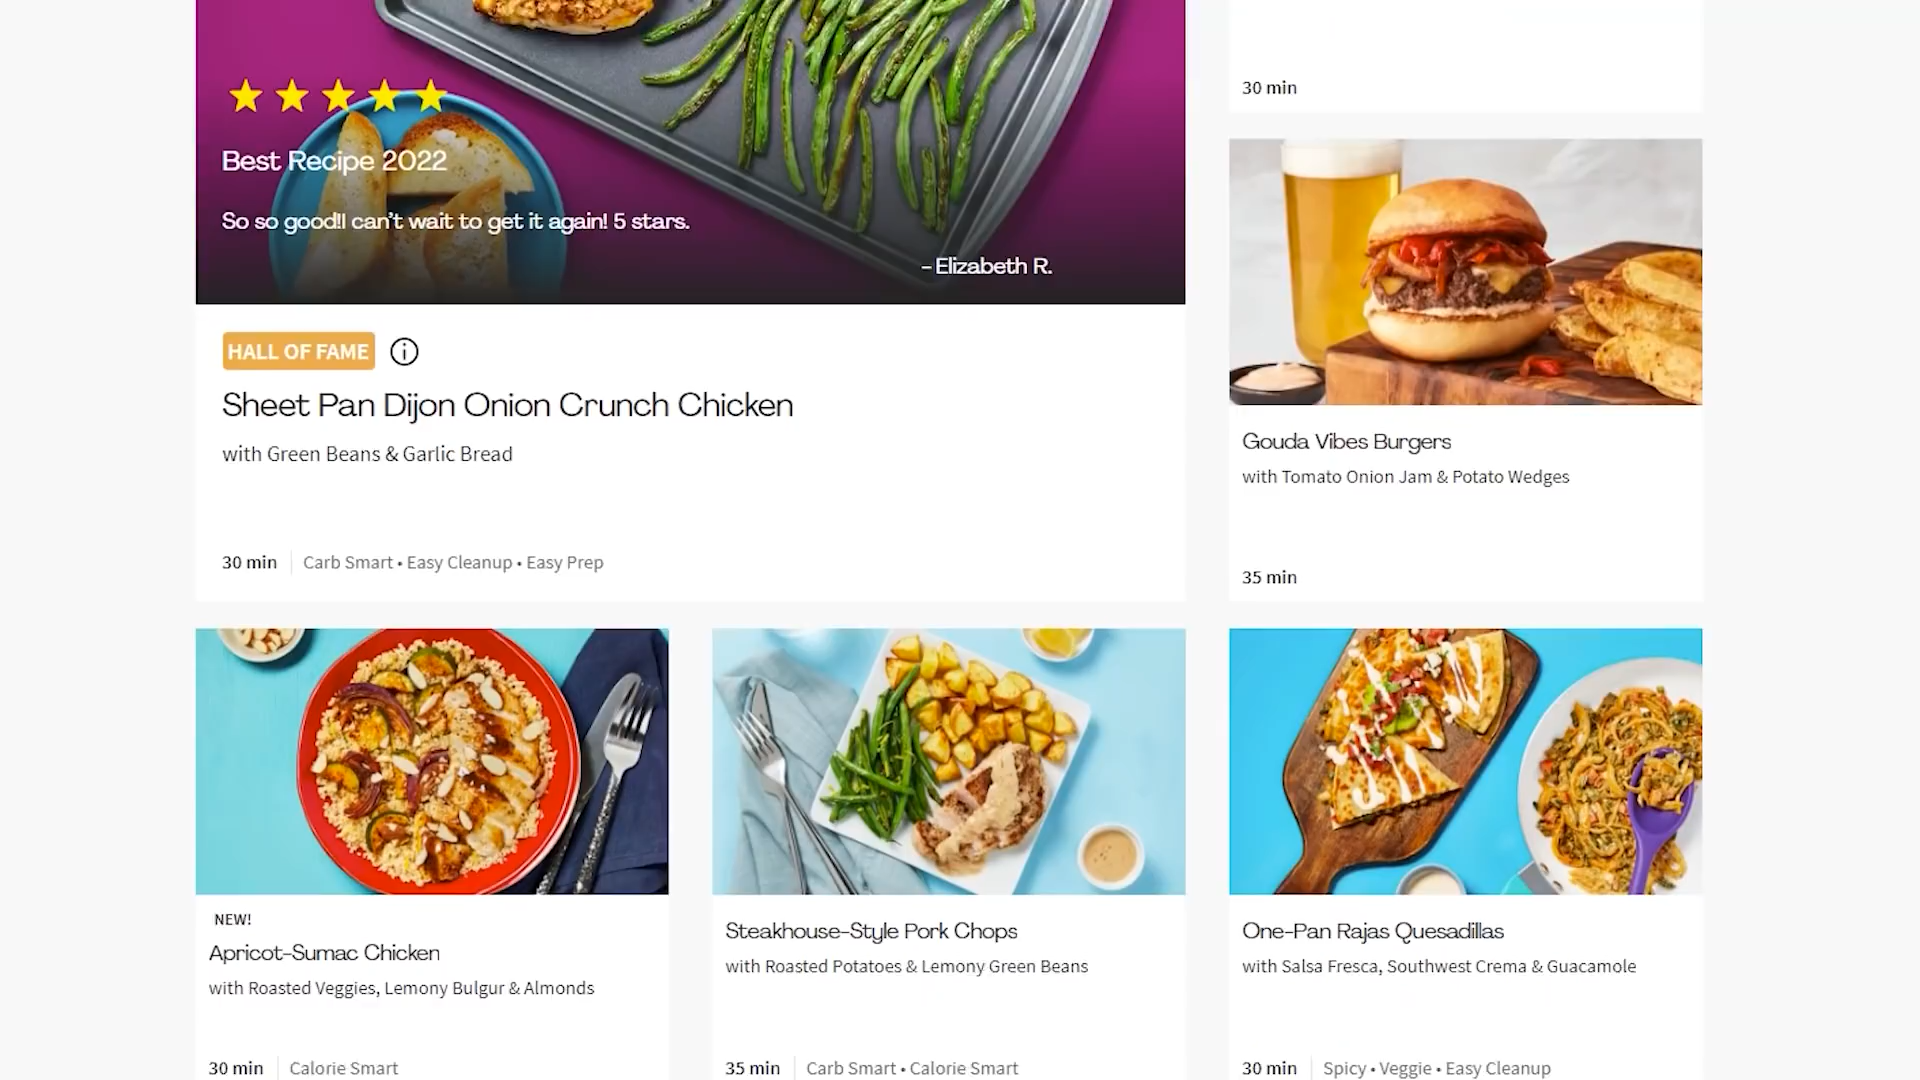 Best Recipe 2022
So so good!I can't wait to get it again! 5 stars.
- Elizabeth R.
HALL OF FAME
Sheet Pan Dijon Onion Crunch Chicken
with Green Beans & Garlic Bread
30 min
Carb Smart • Easy Cleanup • Easy Prep
30 min
Gouda Vibes Burgers
with Tomato Onion Jam & Potato Wedges
35 min
NEW!
Apricot-Sumac Chicken
with Roasted Veggies, Lemony Bulgur & Almonds
30 min
Calorie Smart
Steakhouse-Style Pork Chops
with Roasted Potatoes & Lemony Green Beans
35 min
Carb Smart • Calorie Smart
One-Pan Rajas Quesadillas
with Salsa Fresca, Southwest Crema & Guacamole
30 min
Spicy • Veggie • Easy Cleanup